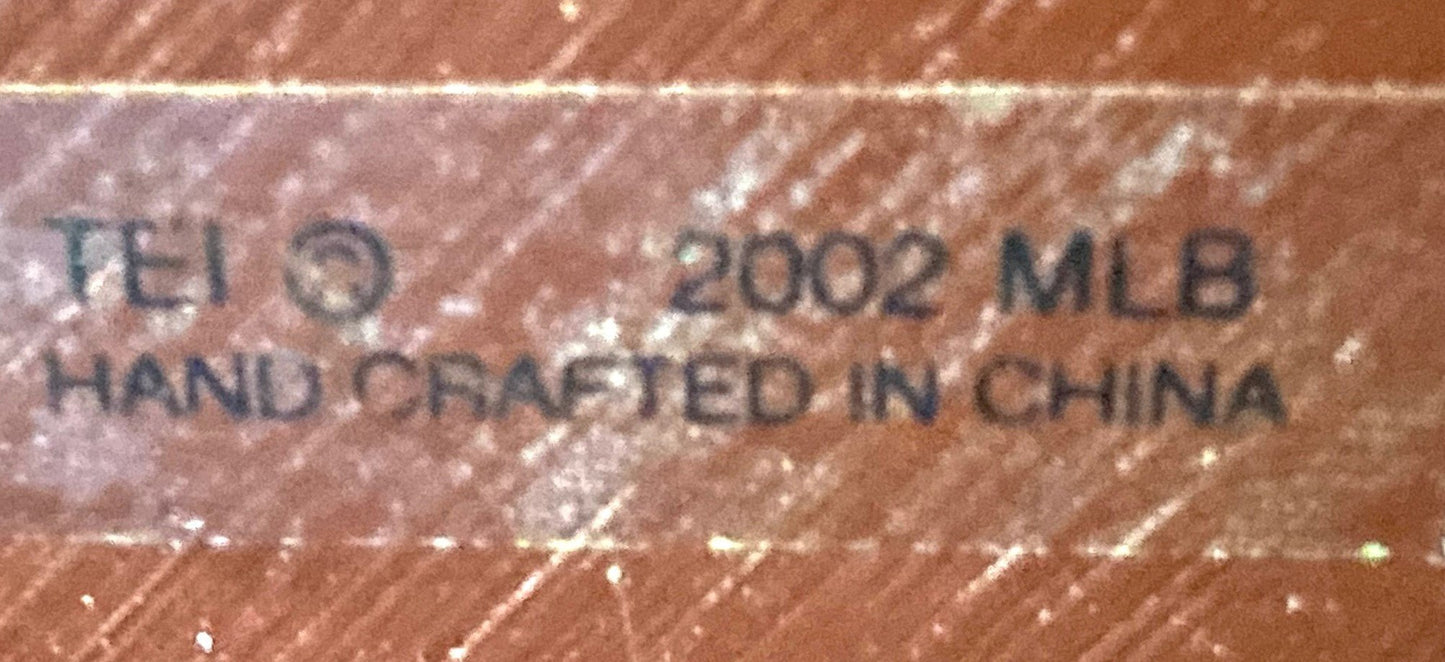 TEI © 2002 MLB
HAND CRAFTED IN CHINA